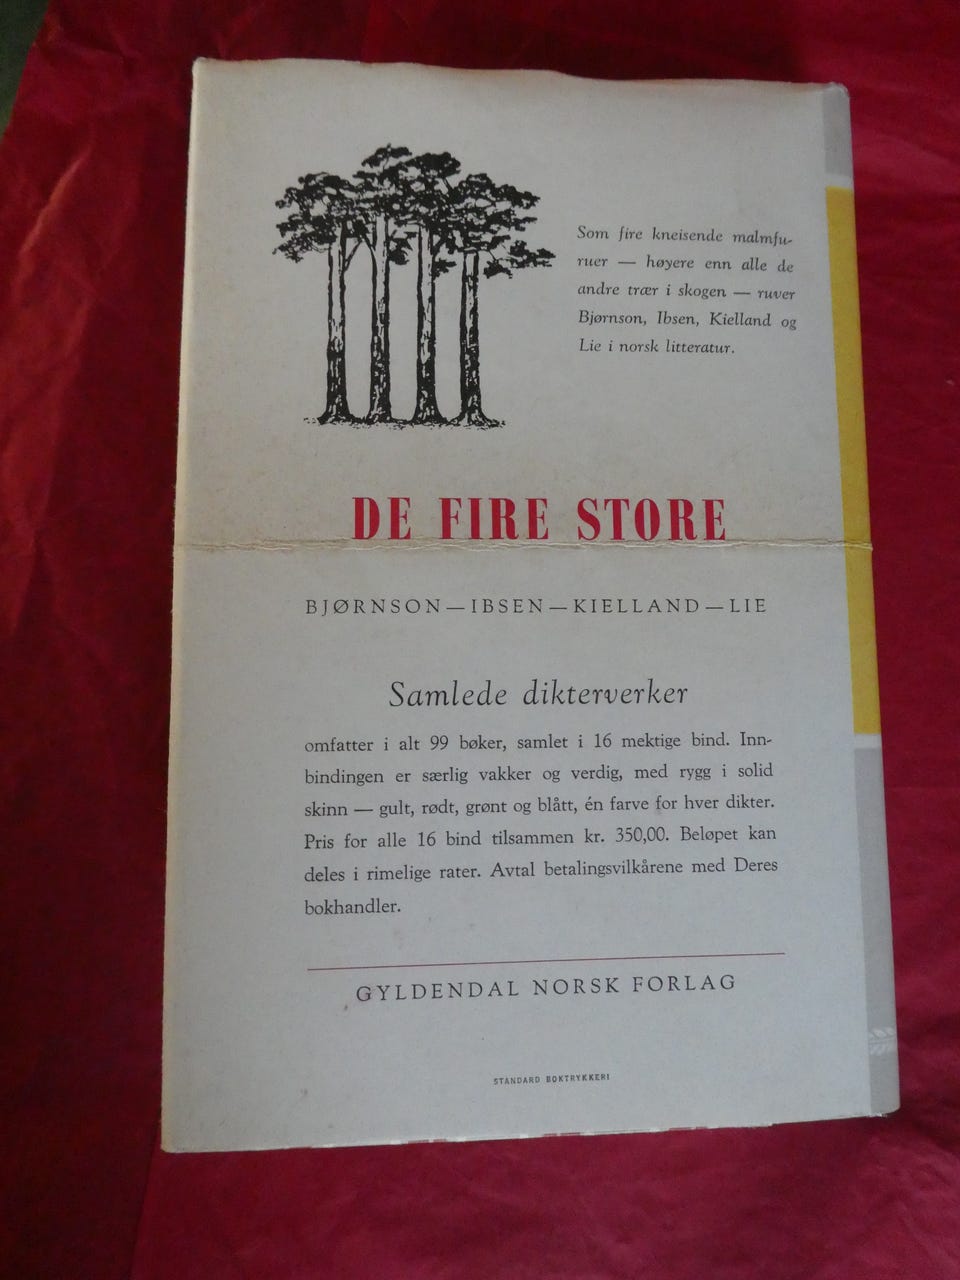 Som fire kneisende malmfu-
ruer — høyere enn alle de
andre trær i skogen — ruver
Bjørnson, Ibsen, Kielland og
Lie i norsk litteratur.
DE FIRE STORE
BJØRNSON — IBSEN — KIELLAND — LIE
Samlede dikterverker
omfatter i alt 99 bøker, samlet i 16 mektige bind. Inn-
bindingen er særlig vakker og verdig, med rygg i solid
skinn — gult, rødt, grønt og blått, én farve for hver dikter.
Pris for alle 16 bind tilsammen kr. 350,00. Beløpet kan
deles i rimelige rater. Avtal betalingsvilkårene med Deres
bokhandler.
GYLDENDAL NORSK FORLAG
STANDARD BOKTRYKKERI